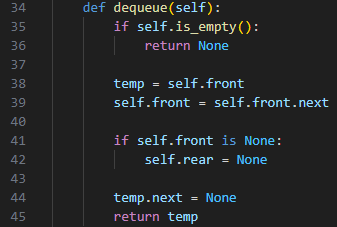 34 def dequeue(self):
35 if self.is_empty():
36 return None
37
38 temp = self.front
39 self.front = self.front.next
40
41 if self.front is None:
42 self.rear = None
43
44 temp.next = None
45 return temp